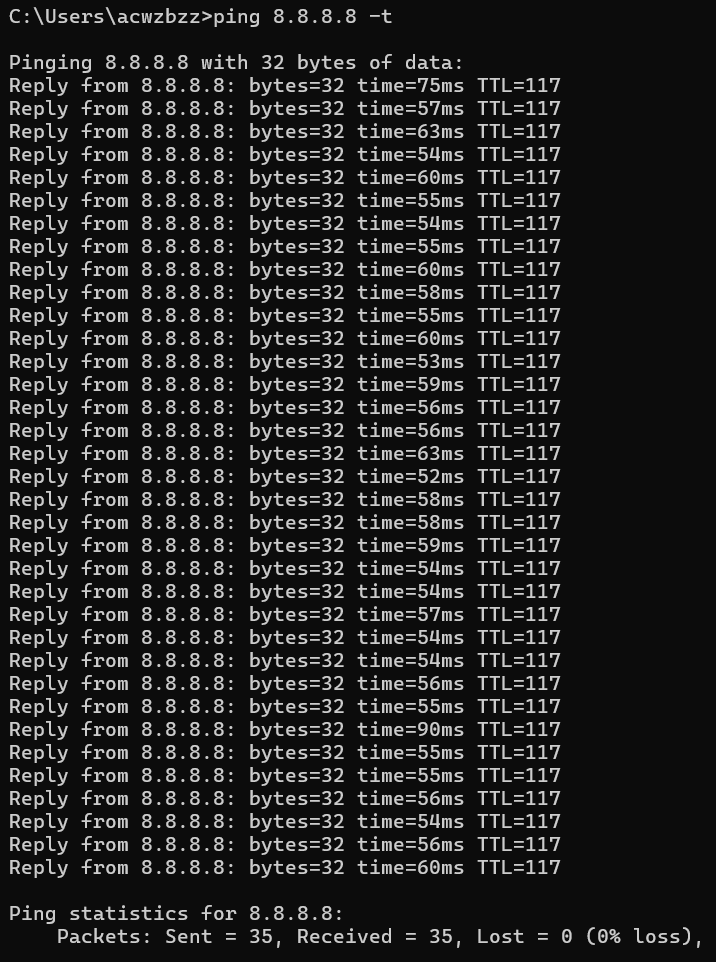 C:\Users\acwzbzz>ping 8.8.8.8 -t
Pinging 8.8.8.8 with 32 bytes of data:
Reply from 8.8.8.8: bytes=32 time=75ms TTL=117
Reply from 8.8.8.8: bytes=32 time=57ms TTL=117
Reply from 8.8.8.8: bytes=32 time=63ms TTL=117
Reply from 8.8.8.8: bytes=32 time=54ms TTL=117
Reply from 8.8.8.8: bytes=32 time=60ms TTL=117
Reply from 8.8.8.8: bytes=32 time=55ms TTL=117
Reply from 8.8.8.8: bytes=32 time=54ms TTL=117
Reply from 8.8.8.8: bytes=32 time=55ms TTL=117
Reply from 8.8.8.8: bytes=32 time=60ms TTL=117
Reply from 8.8.8.8: bytes=32 time=58ms TTL=117
Reply from 8.8.8.8: bytes=32 time=55ms TTL=117
Reply from 8.8.8.8: bytes=32 time=60ms TTL=117
Reply from 8.8.8.8: bytes=32 time=53ms TTL=117
Reply from 8.8.8.8: bytes=32 time=59ms TTL=117
Reply from 8.8.8.8: bytes=32 time=56ms TTL=117
Reply from 8.8.8.8: bytes=32 time=56ms TTL=117
Reply from 8.8.8.8: bytes=32 time=63ms TTL=117
Reply from 8.8.8.8: bytes=32 time=52ms TTL=117
Reply from 8.8.8.8: bytes=32 time=58ms TTL=117
Reply from 8.8.8.8: bytes=32 time=58ms TTL=117
Reply from 8.8.8.8: bytes=32 time=59ms TTL=117
Reply from 8.8.8.8: bytes=32 time=54ms TTL=117
Reply from 8.8.8.8: bytes=32 time=54ms TTL=117
Reply from 8.8.8.8: bytes=32 time=57ms TTL=117
Reply from 8.8.8.8: bytes=32 time=54ms TTL=117
Reply from 8.8.8.8: bytes=32 time=54ms TTL=117
Reply from 8.8.8.8: bytes=32 time=56ms TTL=117
Reply from 8.8.8.8: bytes=32 time=55ms TTL=117
Reply from 8.8.8.8: bytes=32 time=90ms TTL=117
Reply from 8.8.8.8: bytes=32 time=55ms TTL=117
Reply from 8.8.8.8: bytes=32 time=55ms TTL=117
Reply from 8.8.8.8: bytes=32 time=56ms TTL=117
Reply from 8.8.8.8: bytes=32 time=54ms TTL=117
Reply from 8.8.8.8: bytes=32 time=56ms TTL=117
Reply from 8.8.8.8: bytes=32 time=60ms TTL=117
Ping statistics for 8.8.8.8:
    Packets: Sent = 35, Received = 35, Lost = 0 (0% loss),